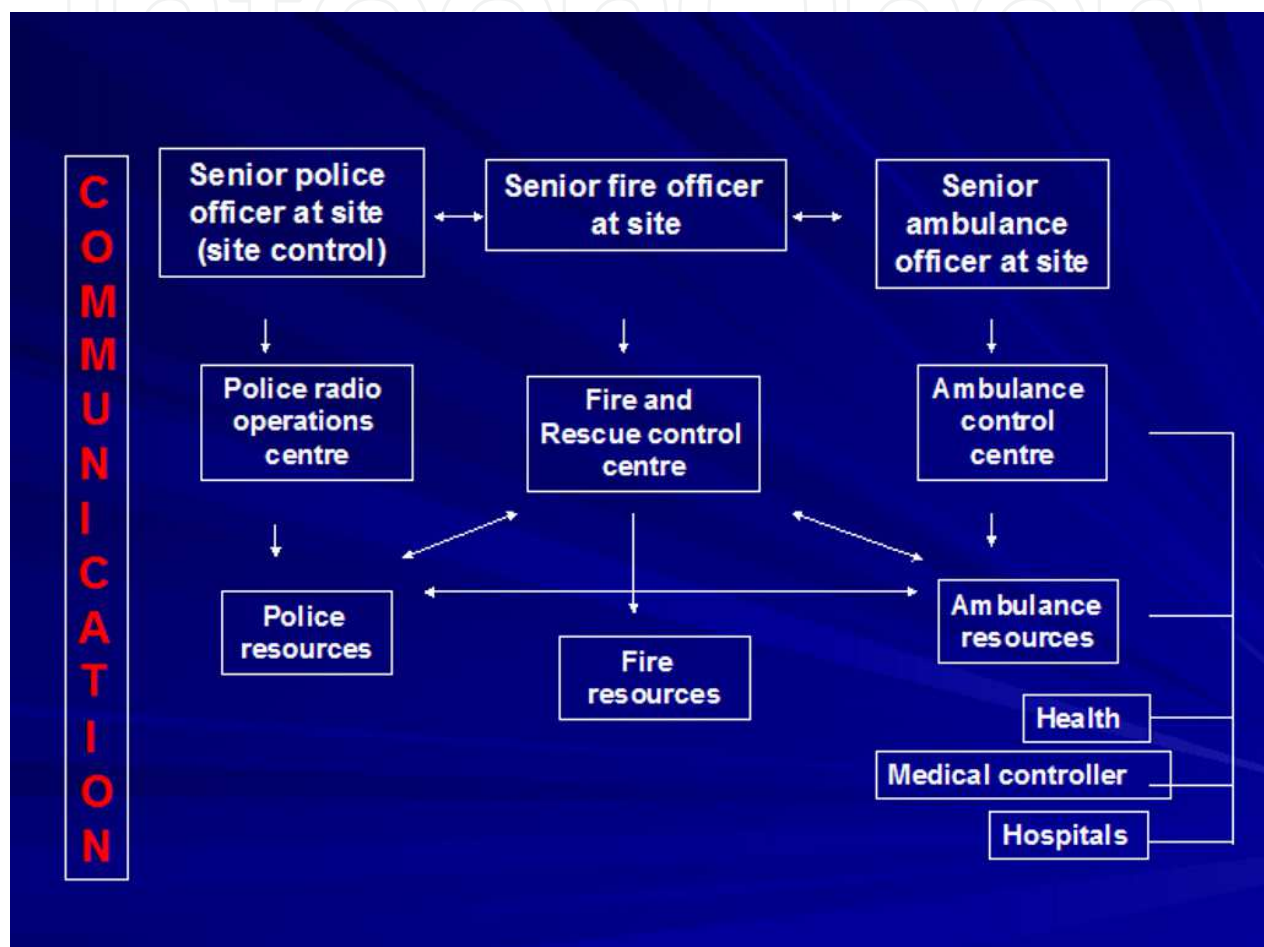 COMMUNICATION
Senior police
officer at site
(site control)
Senior fire officer
at site
Senior
ambulance
officer at site
Police radio
operations
centre
Fire and
Rescue control
centre
Ambulance
control
centre
Police
resources
Fire
resources
Ambulance
resources
Health
Medical controller
Hospitals